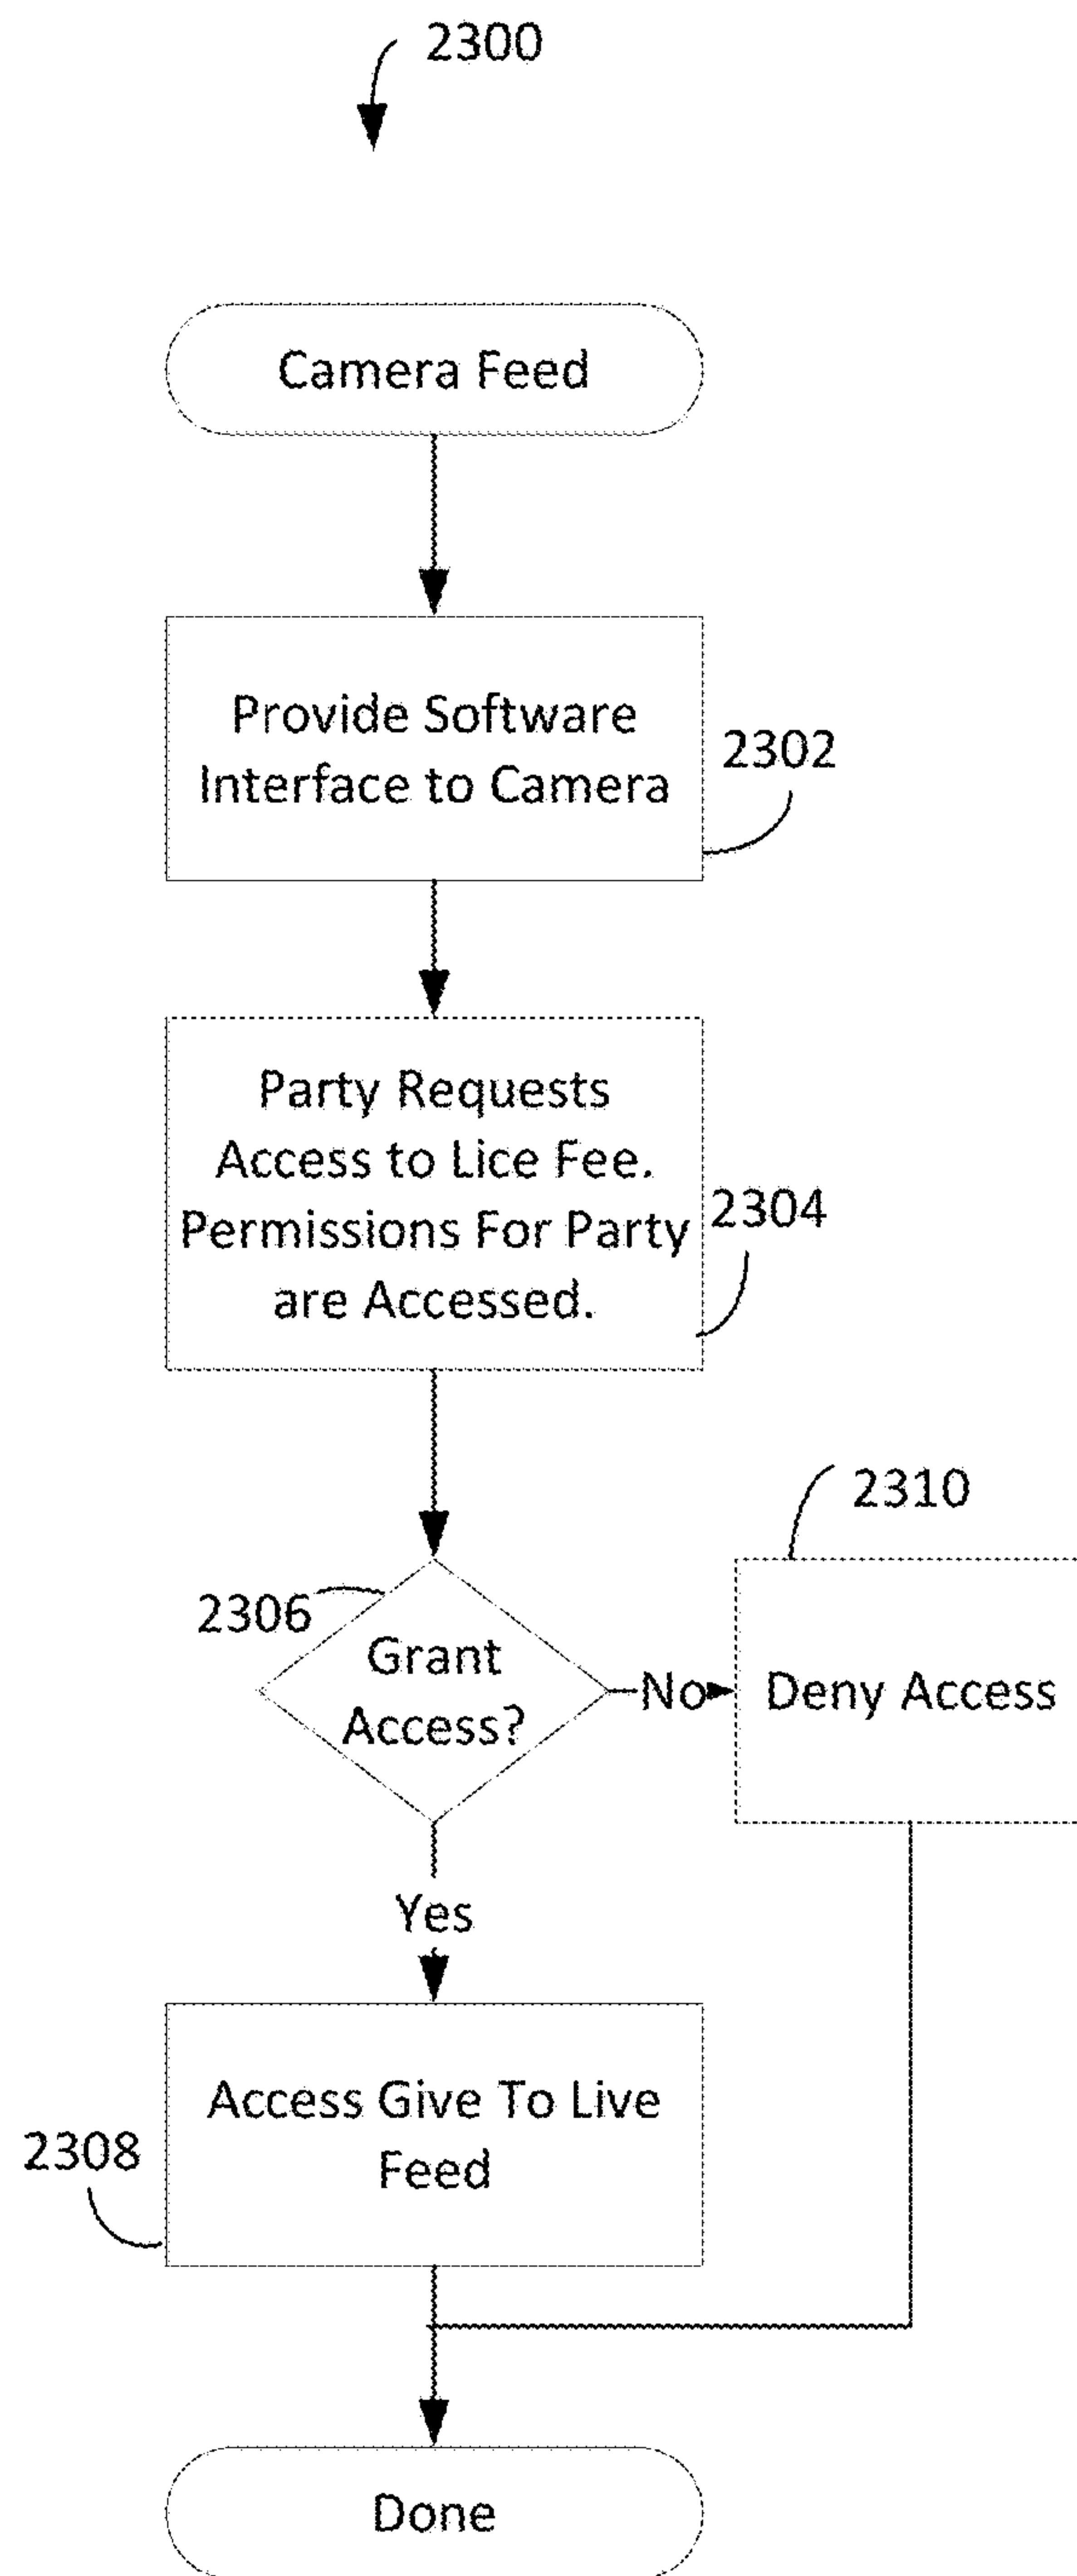 2300
Camera Feed
Provide Software
Interface to Camera
2302
Party Requests
Access to Lice Fee.
Permissions For Party
are Accessed.
2304
2306
Grant
Access?
No
2310
Deny Access
Yes
Access Give To Live
Feed
2308
Done